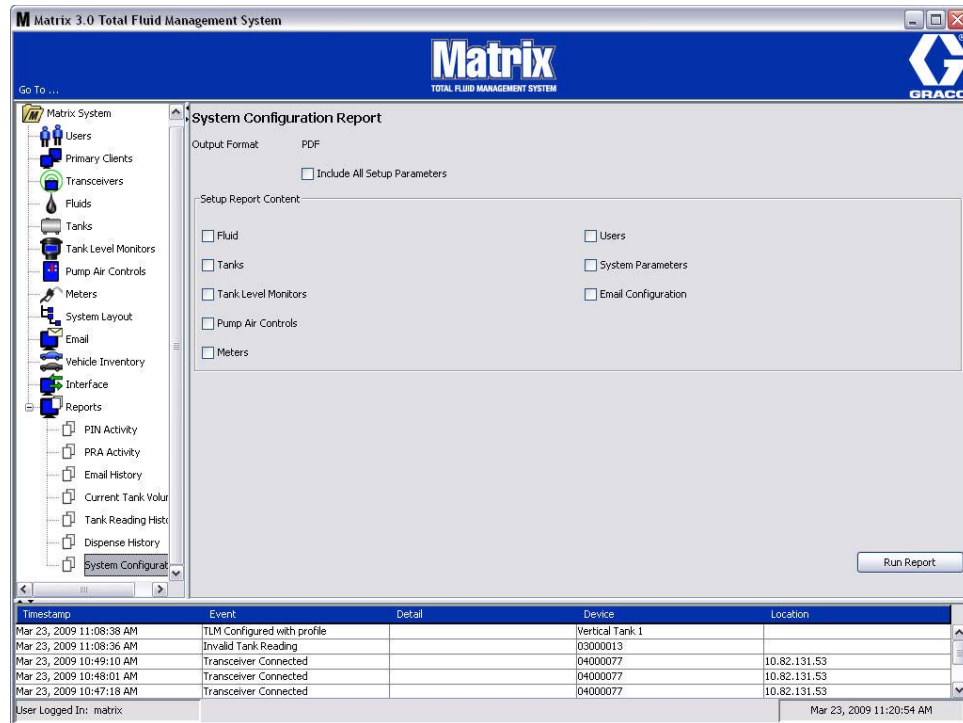 M Matrix 3.0 Total Fluid Management System
Go To ...
Matrix
TOTAL FLUID MANAGEMENT SYSTEM
GRACO
Matrix System
Users
Primary Clients
Transceivers
Fluids
Tanks
Tank Level Monitors
Pump Air Controls
Meters
System Layout
Email
Vehicle Inventory
Interface
Reports
PIN Activity
PRA Activity
Email History
Current Tank Volur
Tank Reading Histo
Dispense History
System Configurat
System Configuration Report
Output Format PDF
Include All Setup Parameters
Setup Report Content
Fluid Users
Tanks System Parameters
Tank Level Monitors Email Configuration
Pump Air Controls
Meters
Run Report
Timestamp Event Detail Device Location
Mar 23, 2009 11:08:38 AM TLM Configured with profile Vertical Tank 1
Mar 23, 2009 11:08:36 AM Invalid Tank Reading 03000013
Mar 23, 2009 10:49:10 AM Transceiver Connected 04000077 10.82.131.53
Mar 23, 2009 10:48:01 AM Transceiver Connected 04000077 10.82.131.53
Mar 23, 2009 10:47:18 AM Transceiver Connected 04000077 10.82.131.53
User Logged In: matrix Mar 23, 2009 11:20:54 AM